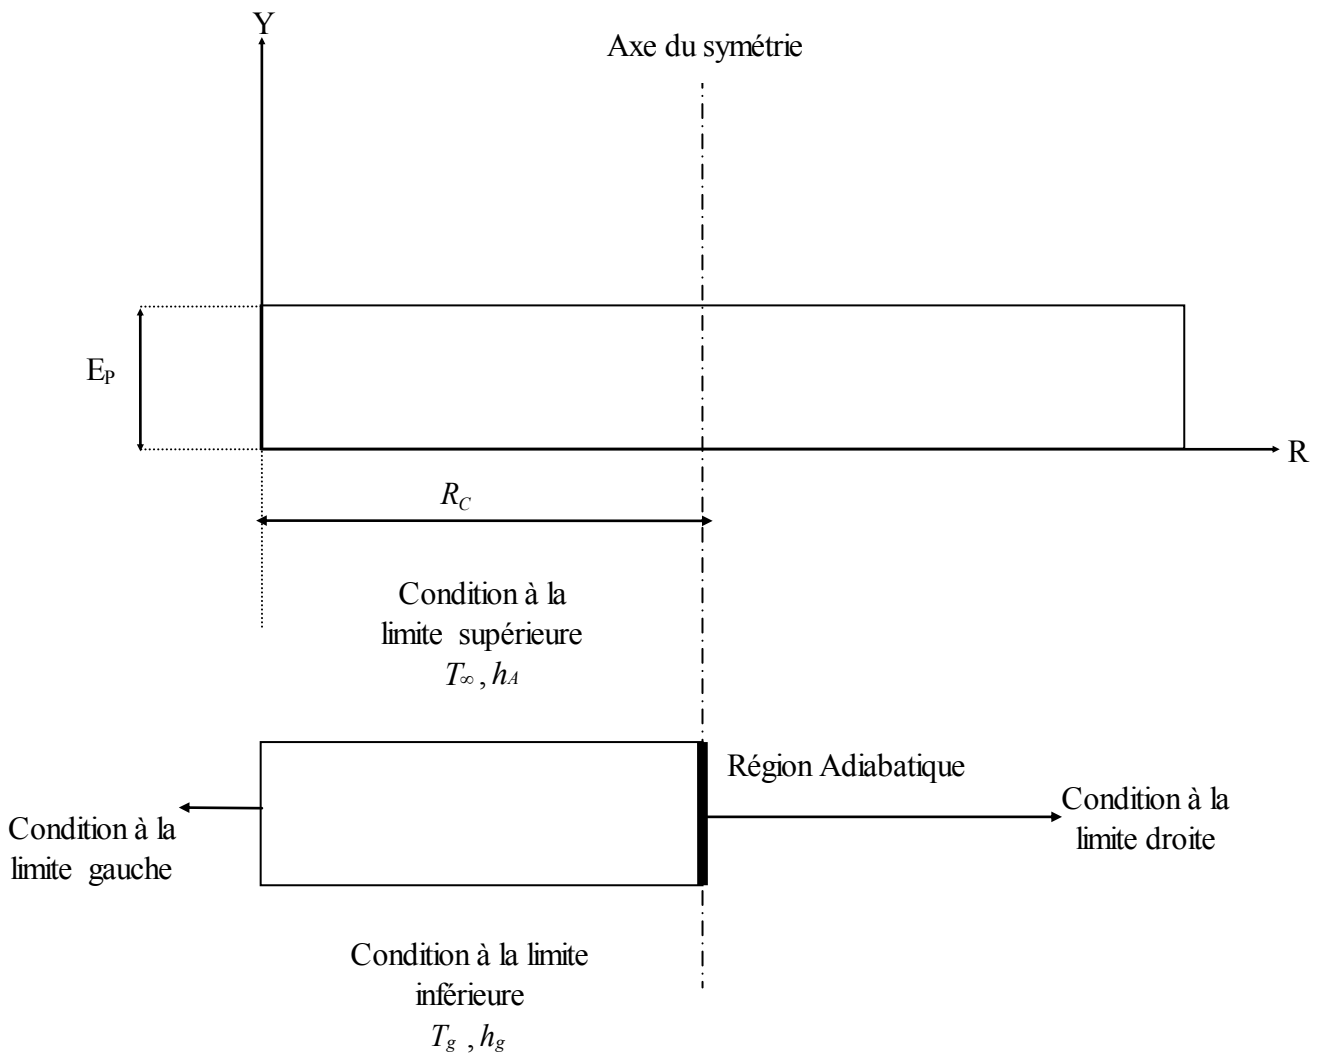 Y
Axe du symétrie
E_P
R
R_C
Condition à la
limite supérieure
T_∞ , h_A
Région Adiabatique
Condition à la
limite droite
Condition à la
limite gauche
Condition à la limite
inférieure
T_g , h_g